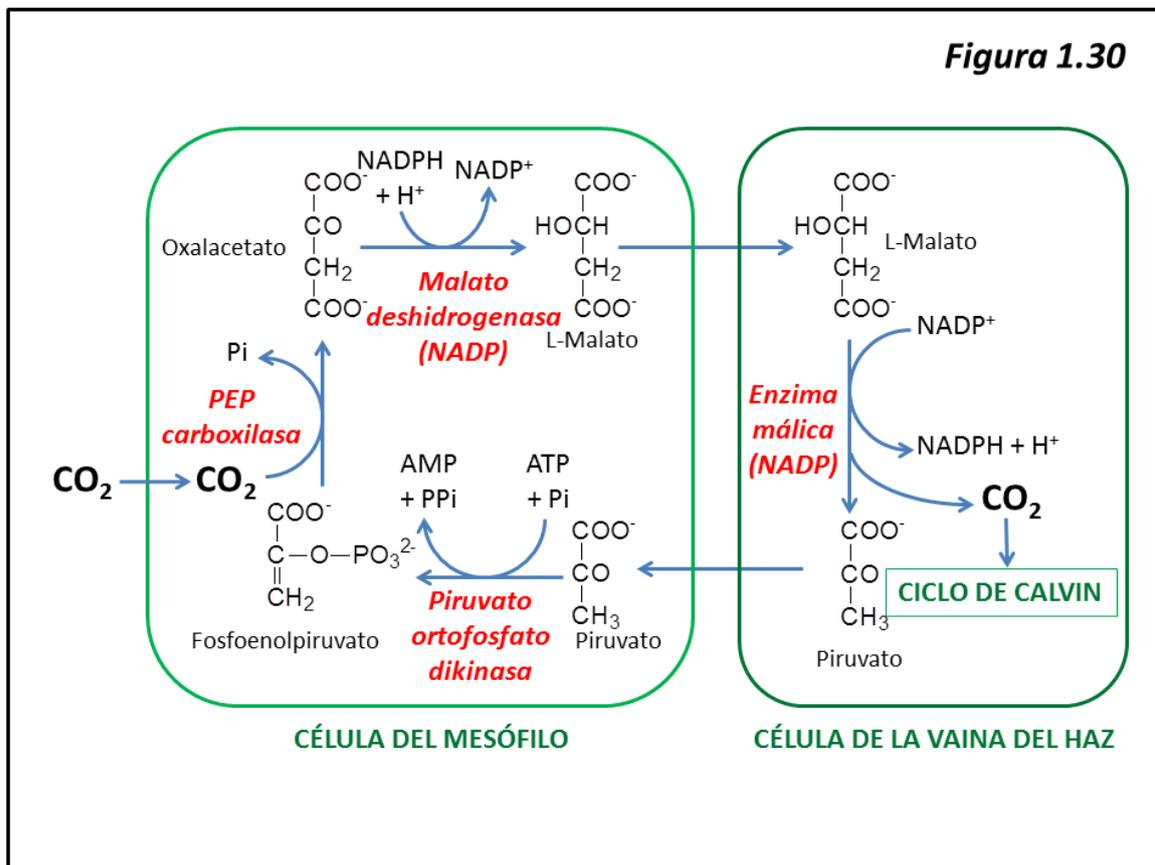 Figura 1.30
NADPH
+ H⁺
NADP⁺
COO⁻
CO
CH₂
COO⁻
Oxalacetato
Malato
deshidrogenasa
(NADP)
COO⁻
HOCH
CH₂
COO⁻
L-Malato
COO⁻
HOCH
CH₂
COO⁻
L-Malato
Pi
PEP
carboxilasa
CO₂
CO₂
COO⁻
C—O—PO₃²⁻
CH₂
Fosfoenolpiruvato
AMP
+ PPi
ATP
+ Pi
Piruvato
ortofosfato
dikinasa
COO⁻
CO
CH₃
Piruvato
NADP⁺
Enzima
málica
(NADP)
NADPH + H⁺
CO₂
CICLO DE CALVIN
COO⁻
CO
CH₃
Piruvato
CÉLULA DEL MESÓFILO
CÉLULA DE LA VAINA DEL HAZ